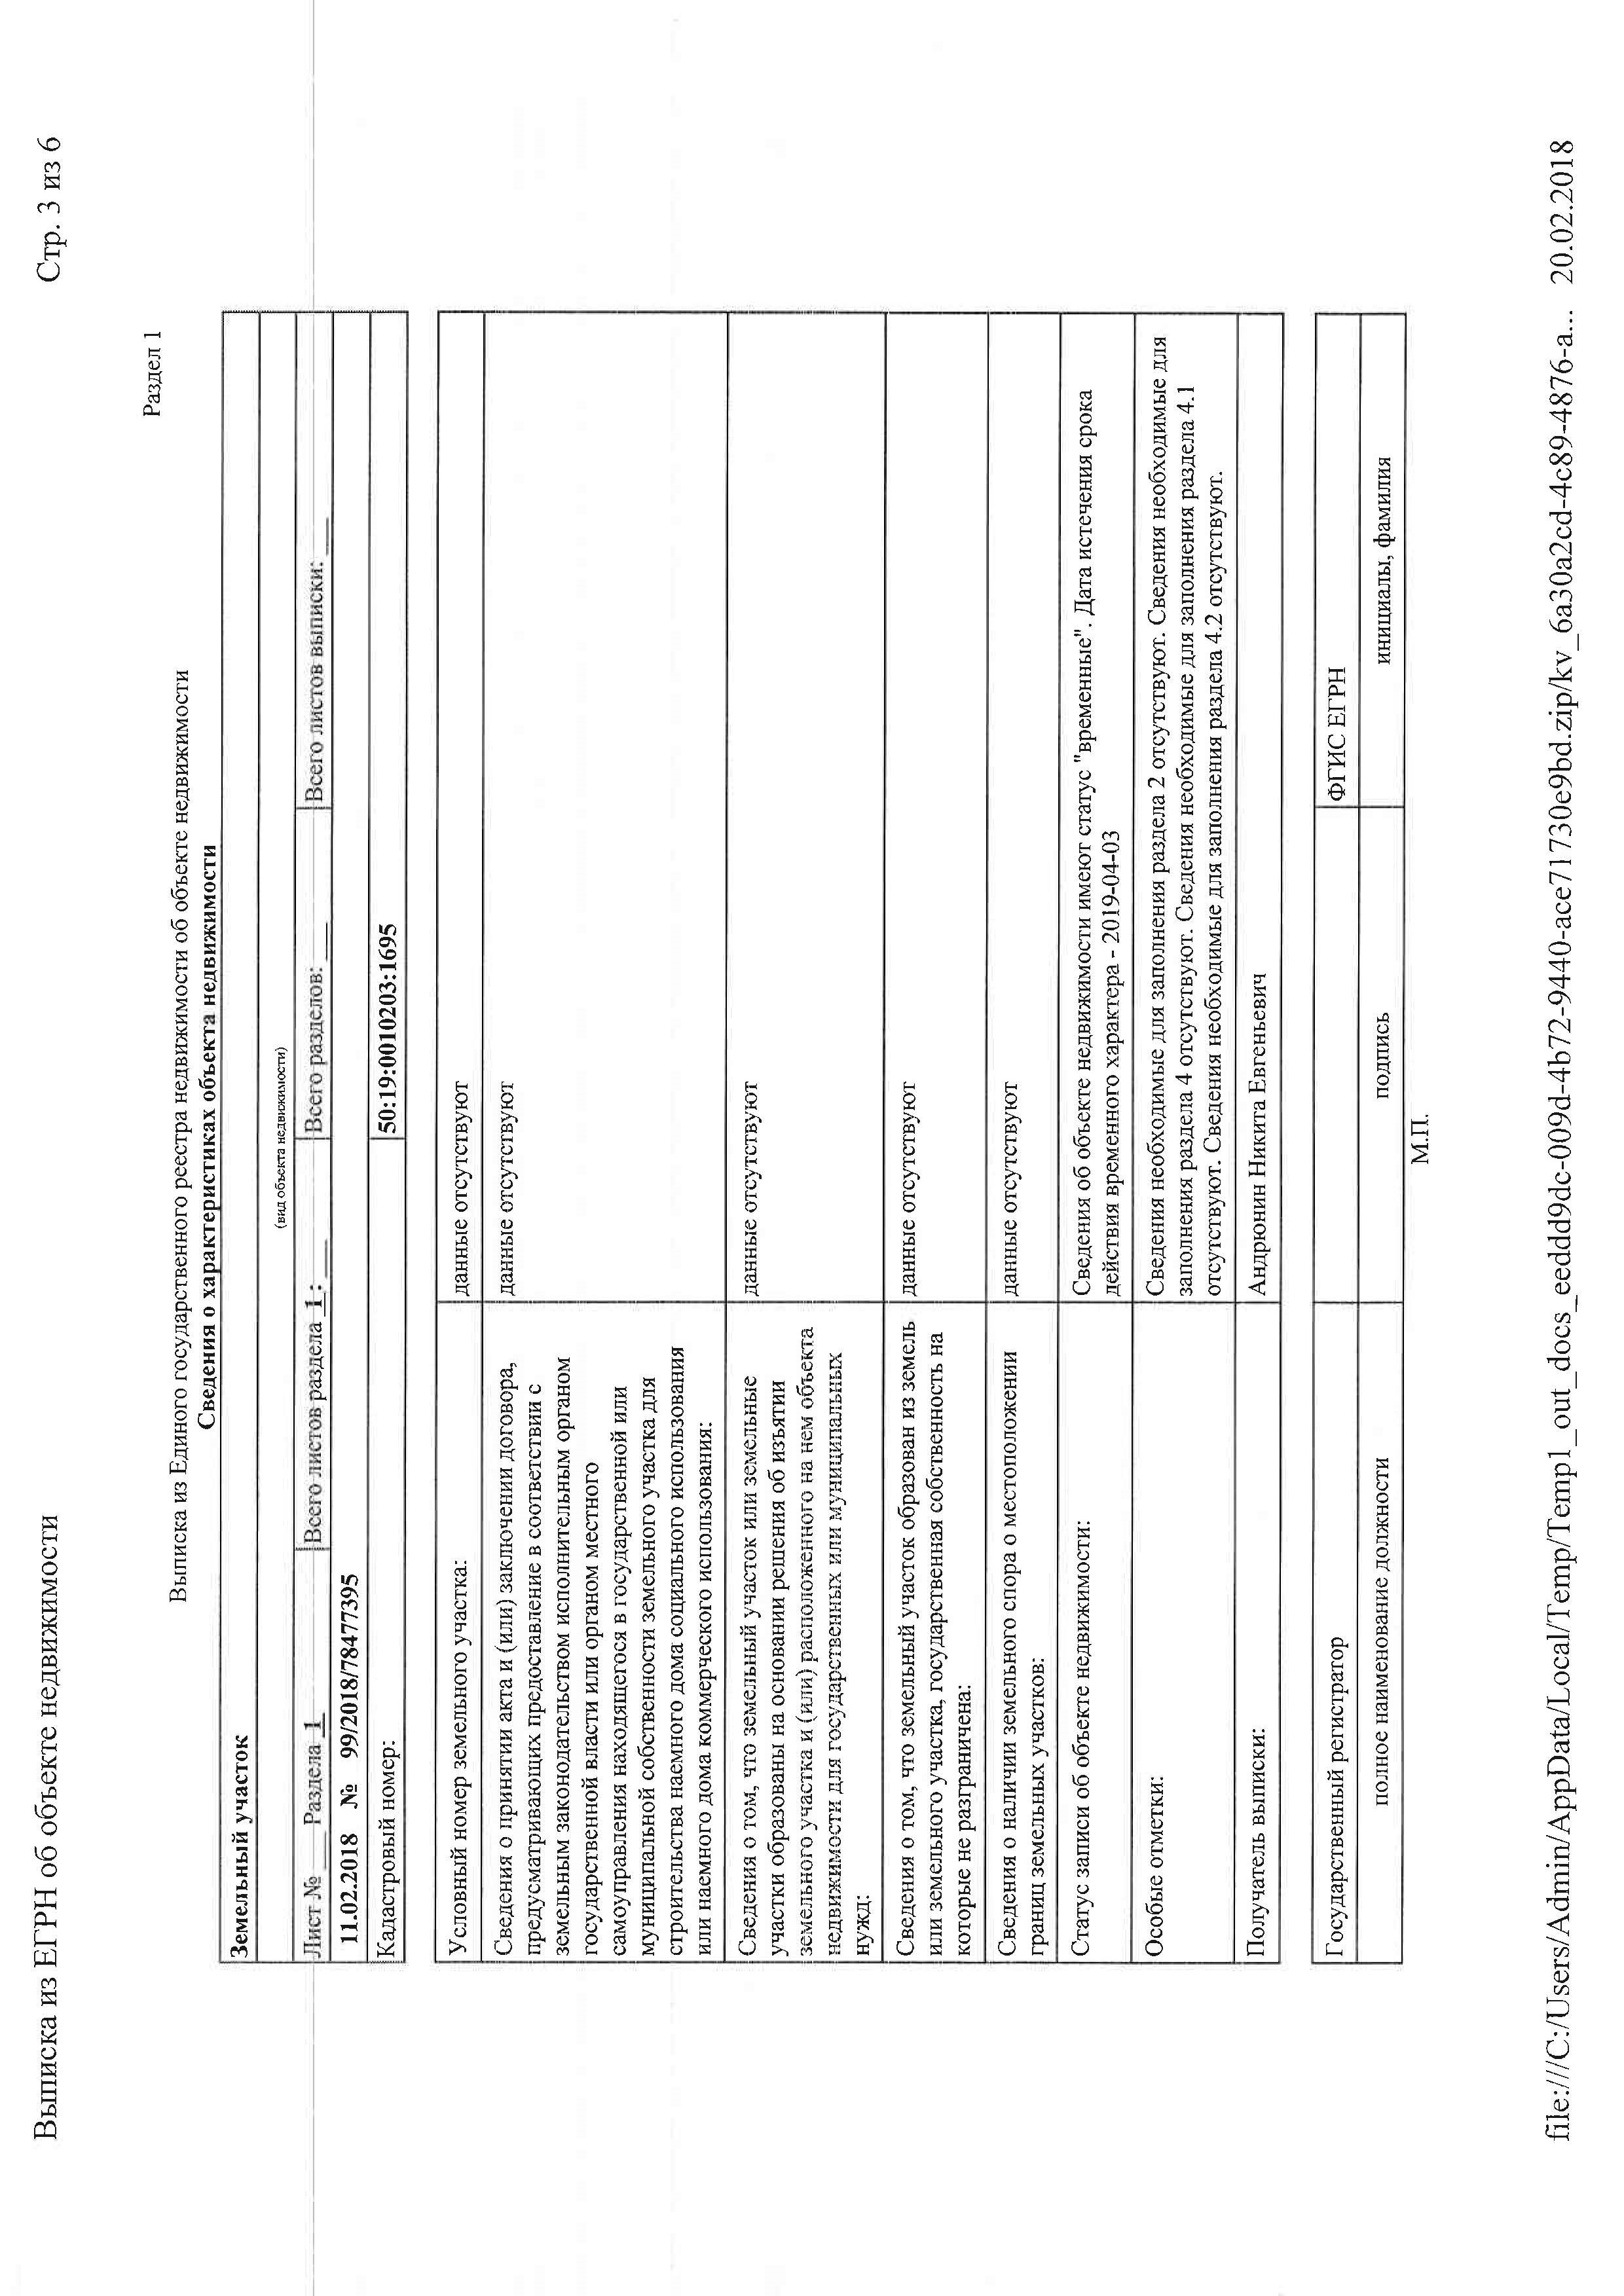 Выписка из ЕГРН об объекте недвижимости
Стр. 3 из 6
Раздел 1
Выписка из Единого государственного реестра недвижимости об объекте недвижимости
Сведения о характеристиках объекта недвижимости
Земельный участок
(вид объекта недвижимости)
Лист № ___ Раздела 1
Всего листов раздела 1 : ___
Всего разделов: ___
Всего листов выписки: ___
11.02.2018 № 99/2018/78477395
Кадастровый номер:
50:19:0010203:1695
Условный номер земельного участка:
данные отсутствуют
Сведения о принятии акта и (или) заключении договора,
предусматривающих предоставление в соответствии с
земельным законодательством исполнительным органом
государственной власти или органом местного
самоуправления находящегося в государственной или
муниципальной собственности земельного участка для
строительства наемного дома социального использования
или наемного дома коммерческого использования:
данные отсутствуют
Сведения о том, что земельный участок или земельные
участки образованы на основании решения об изъятии
земельного участка и (или) расположенного на нем объекта
недвижимости для государственных или муниципальных
нужд:
данные отсутствуют
Сведения о том, что земельный участок образован из земель
или земельного участка, государственная собственность на
которые не разграничена:
данные отсутствуют
Сведения о наличии земельного спора о местоположении
границ земельных участков:
данные отсутствуют
Статус записи об объекте недвижимости:
Сведения об объекте недвижимости имеют статус "временные". Дата истечения срока
действия временного характера - 2019-04-03
Особые отметки:
Сведения необходимые для заполнения раздела 2 отсутствуют. Сведения необходимые для
заполнения раздела 4 отсутствуют. Сведения необходимые для заполнения раздела 4.1
отсутствуют. Сведения необходимые для заполнения раздела 4.2 отсутствуют.
Получатель выписки:
Андрюнин Никита Евгеньевич
Государственный регистратор
ФГИС ЕГРН
полное наименование должности
подпись
инициалы, фамилия
М.П.
file:///C:/Users/Admin/AppData/Local/Temp/Temp1_out_docs_eeddd9dc-009d-4b72-9440-ace71730e9bd.zip/kv_6a30a2cd-4c89-4876-a... 20.02.2018